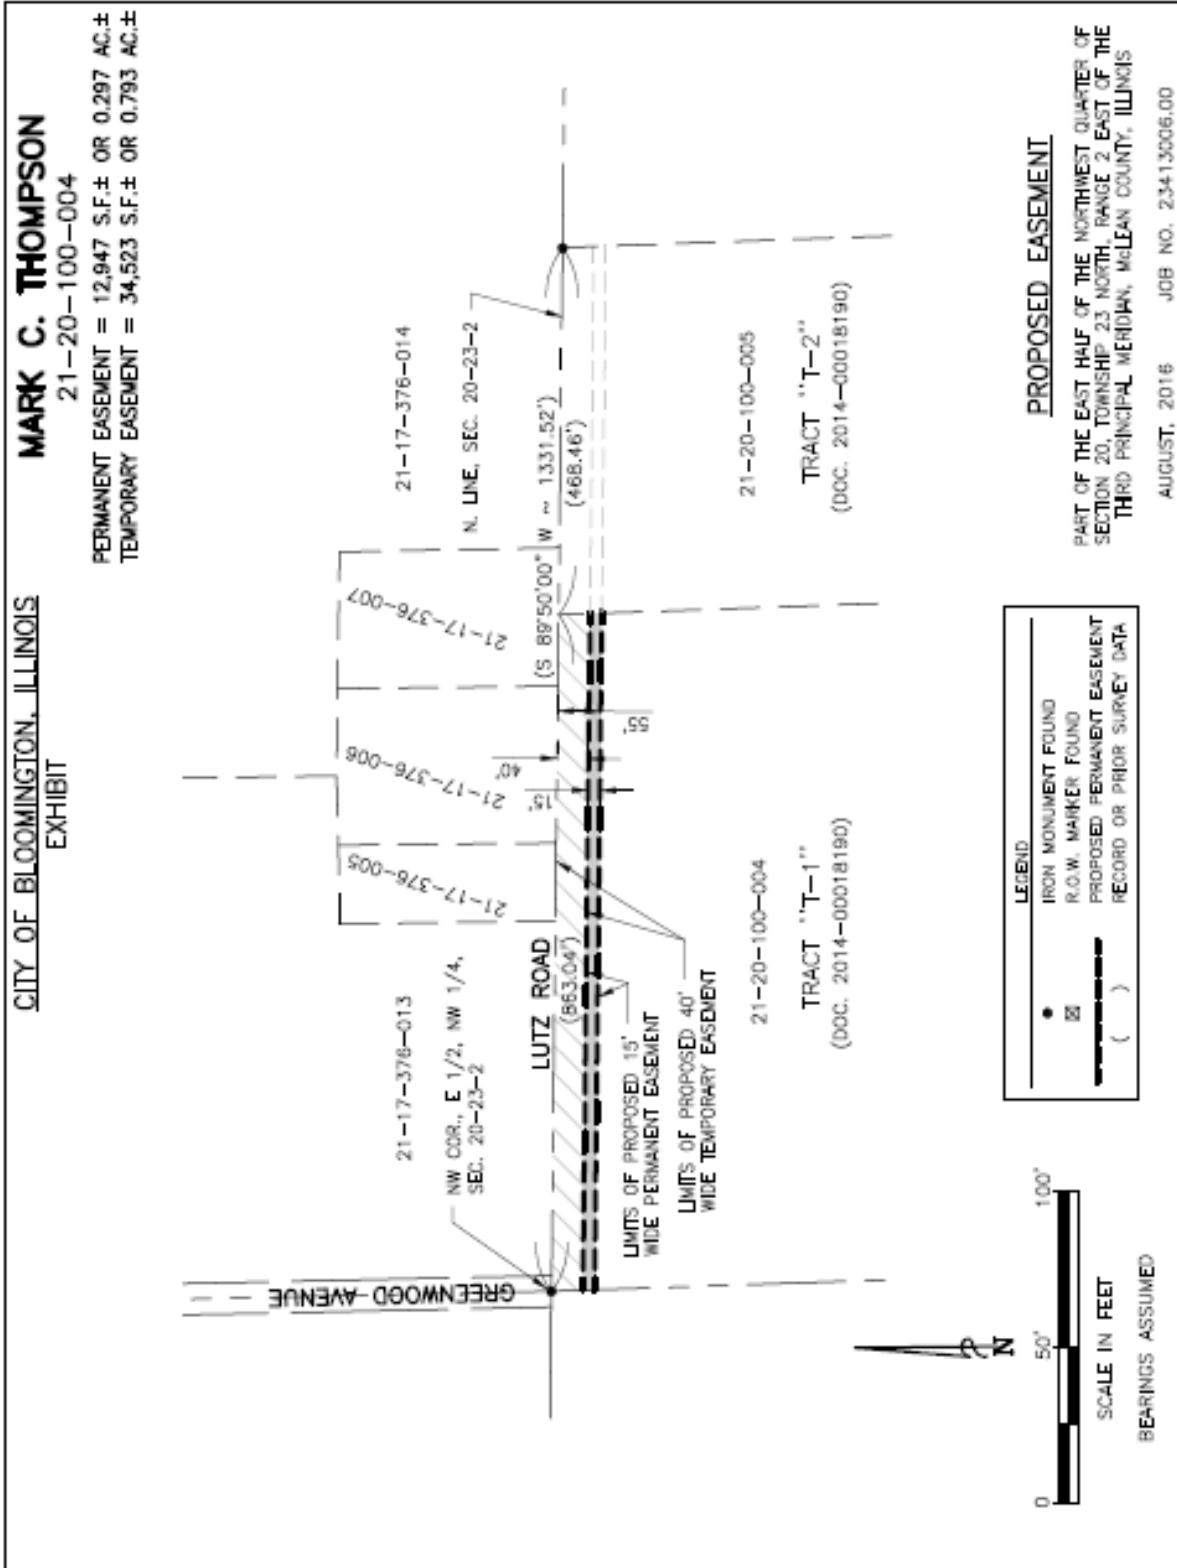 CITY OF BLOOMINGTON, ILLINOIS
EXHIBIT
MARK C. THOMPSON
21-20-100-004
PERMANENT EASEMENT = 12,947 S.F.± OR 0.297 AC.±
TEMPORARY EASEMENT = 34,523 S.F.± OR 0.793 AC.±
GREENWOOD AVENUE
21-17-376-013
NW COR., E 1/2, NW 1/4,
SEC. 20-23-2
21-17-376-005
21-17-376-006
21-17-376-007
21-17-376-014
N. LINE, SEC. 20-23-2
LUTZ ROAD
(863.04')
(S 89°50'00" W ~ 1331.52')
(468.46')
40'
15'
55'
LIMITS OF PROPOSED 15'
WIDE PERMANENT EASEMENT
LIMITS OF PROPOSED 40'
WIDE TEMPORARY EASEMENT
21-20-100-004
TRACT "T-1"
(DOC. 2014-00018190)
21-20-100-005
TRACT "T-2"
(DOC. 2014-00018190)
N
0 50' 100'
SCALE IN FEET
BEARINGS ASSUMED
LEGEND
IRON MONUMENT FOUND
R.O.W. MARKER FOUND
PROPOSED PERMANENT EASEMENT
( ) RECORD OR PRIOR SURVEY DATA
PROPOSED EASEMENT
PART OF THE EAST HALF OF THE NORTHWEST QUARTER OF
SECTION 20, TOWNSHIP 23 NORTH, RANGE 2 EAST OF THE
THIRD PRINCIPAL MERIDIAN, McLEAN COUNTY, ILLINOIS
AUGUST, 2016 JOB NO. 23413006.00